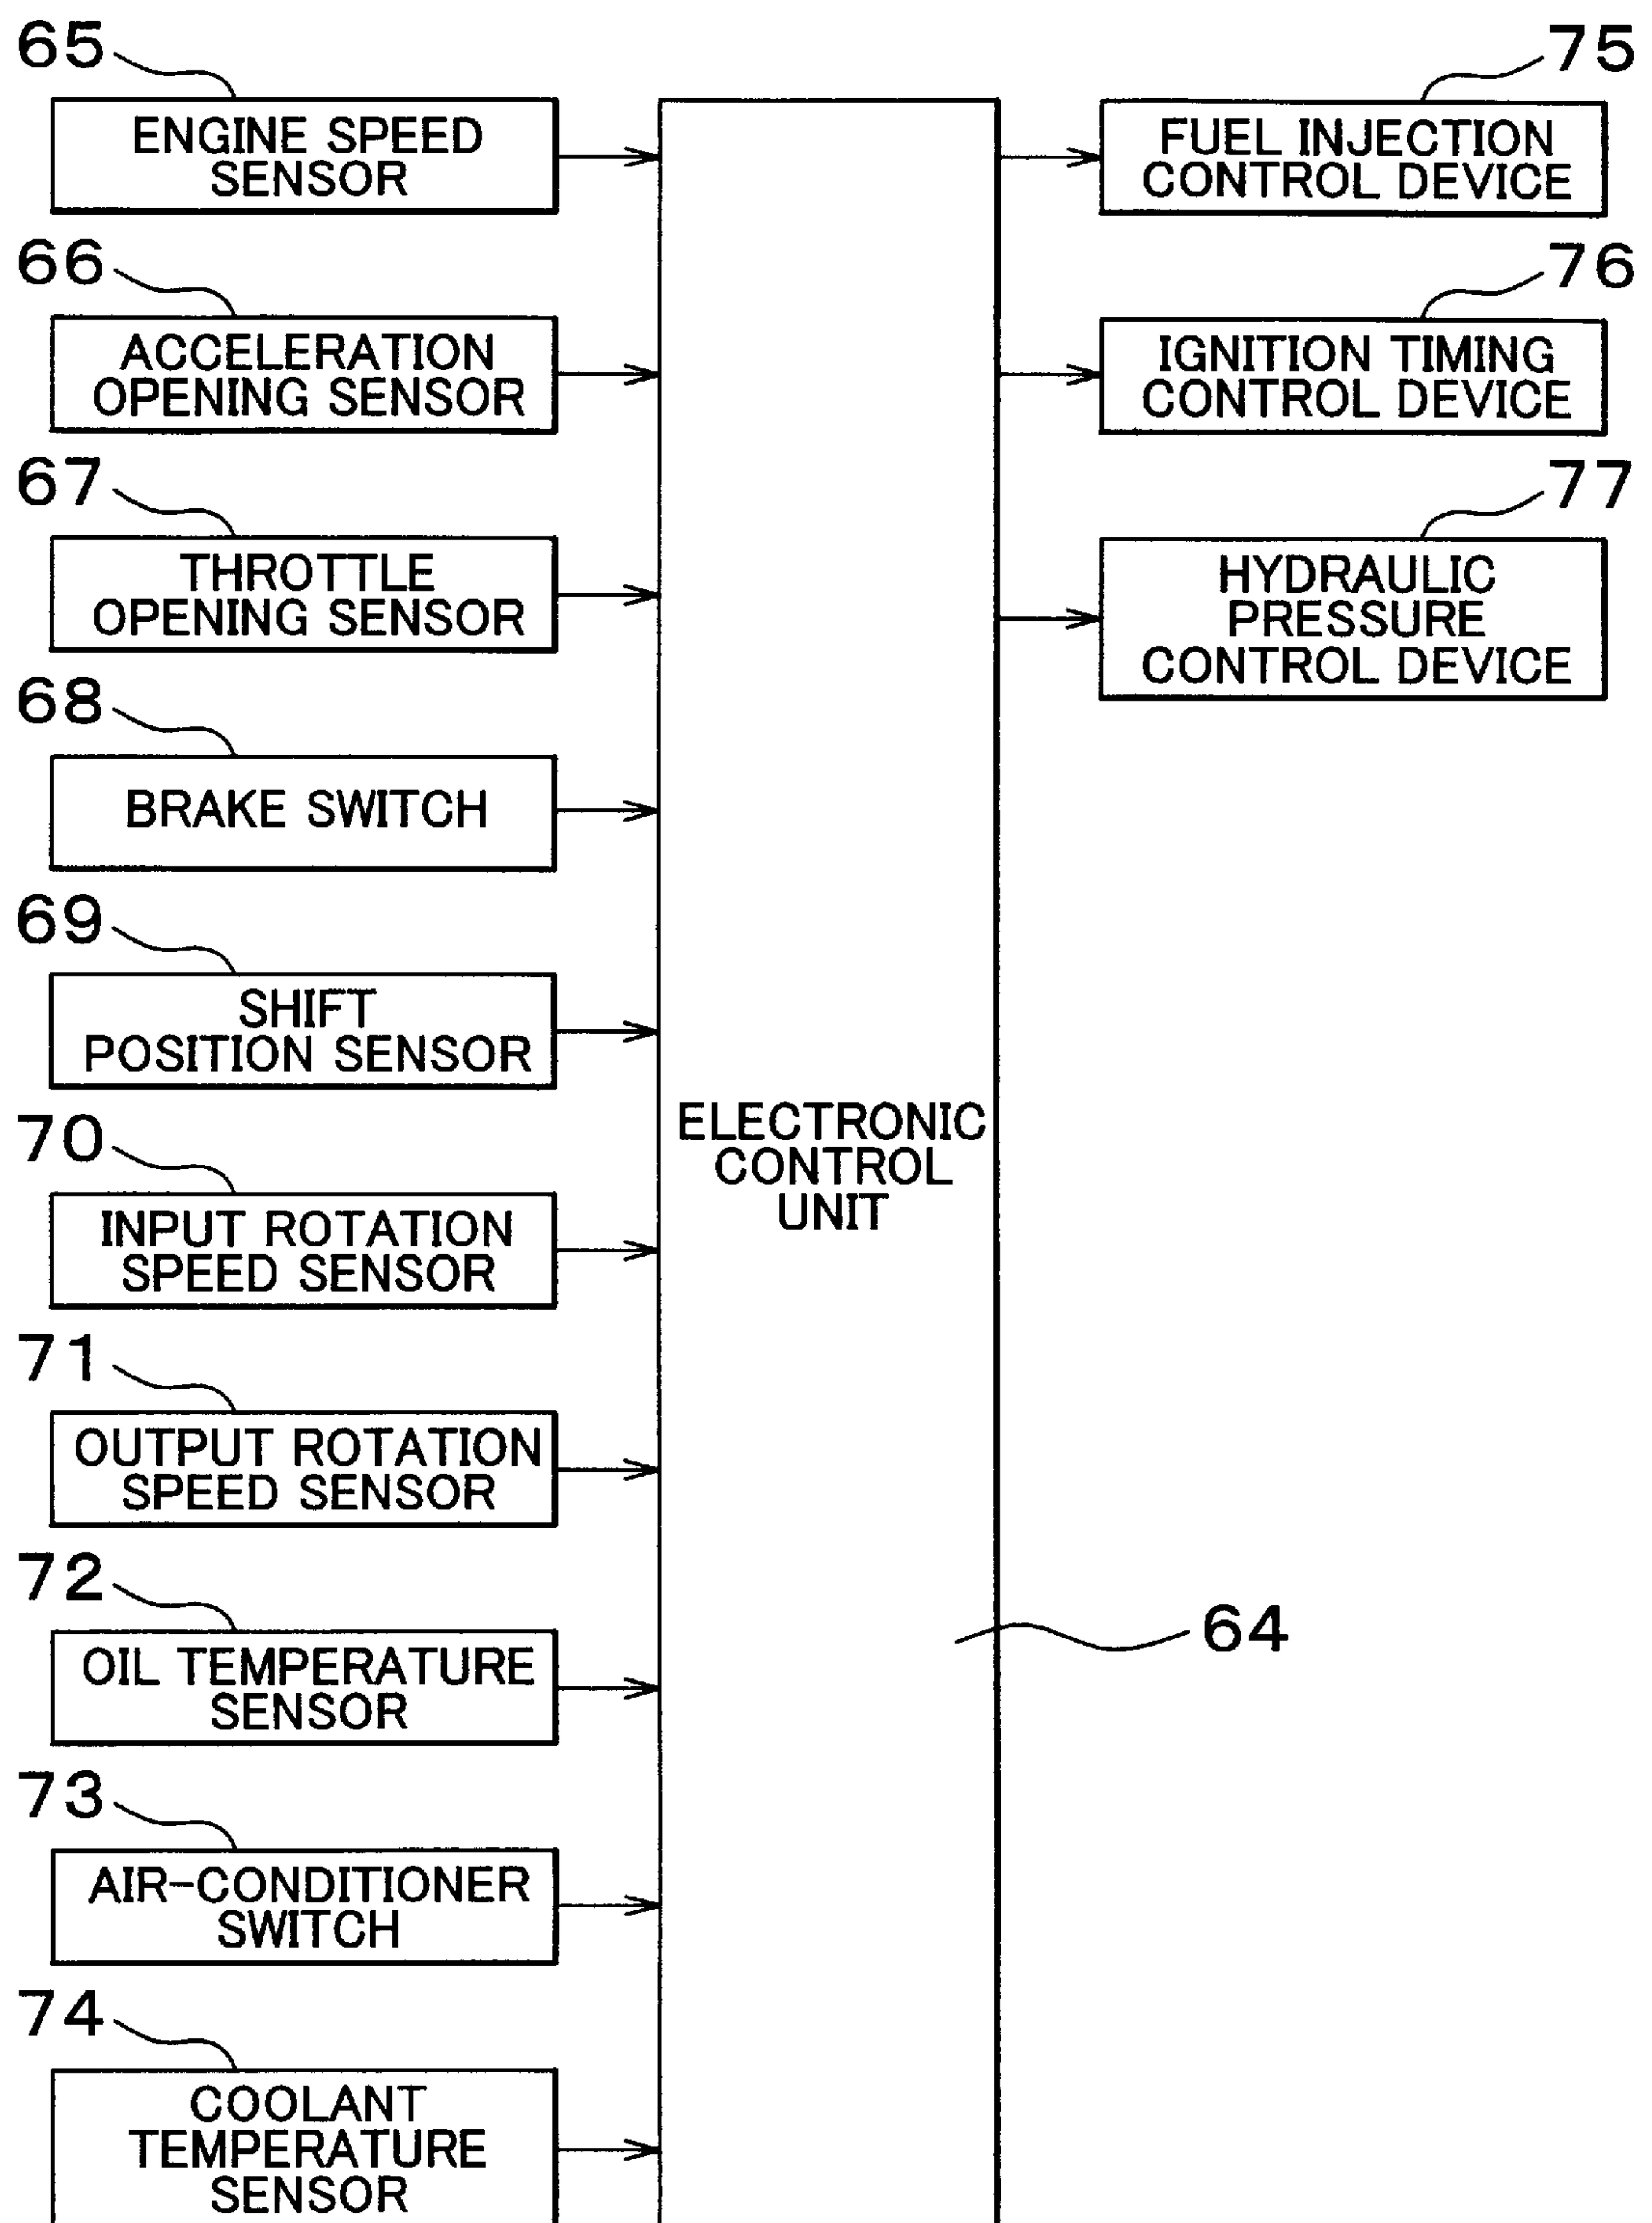 65
ENGINE SPEED
SENSOR
66
ACCELERATION
OPENING SENSOR
67
THROTTLE
OPENING SENSOR
68
BRAKE SWITCH
69
SHIFT
POSITION SENSOR
70
INPUT ROTATION
SPEED SENSOR
71
OUTPUT ROTATION
SPEED SENSOR
72
OIL TEMPERATURE
SENSOR
73
AIR-CONDITIONER
SWITCH
74
COOLANT
TEMPERATURE
SENSOR
ELECTRONIC
CONTROL
UNIT
64
75
FUEL INJECTION
CONTROL DEVICE
76
IGNITION TIMING
CONTROL DEVICE
77
HYDRAULIC
PRESSURE
CONTROL DEVICE